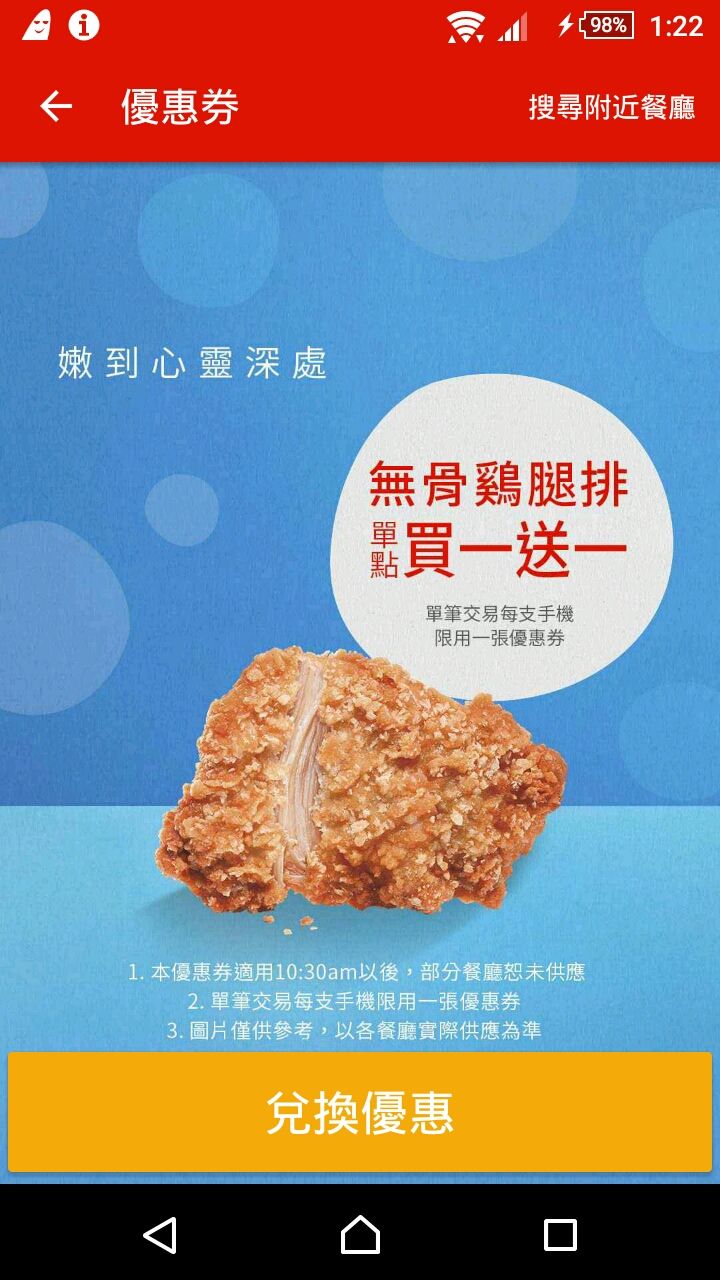 98% 1:22
優惠券 搜尋附近餐廳
嫩到心靈深處
無骨鷄腿排
單點 買一送一
單筆交易每支手機
限用一張優惠券
1. 本優惠券適用10:30am以後，部分餐廳恕未供應
2. 單筆交易每支手機限用一張優惠券
3. 圖片僅供參考，以各餐廳實際供應為準
兌換優惠